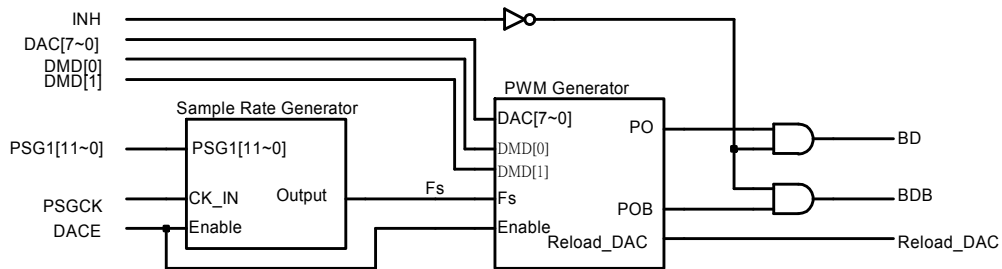 INH
DAC[7~0]
DMD[0]
DMD[1]
PWM Generator
Sample Rate Generator
DAC[7~0]
PO
BD
PSG1[11~0]
PSG1[11~0]
DMD[0]
DMD[1]
PSGCK
CK_IN
Output
Fs
Fs
POB
BDB
DACE
Enable
Enable
Reload_DAC
Reload_DAC